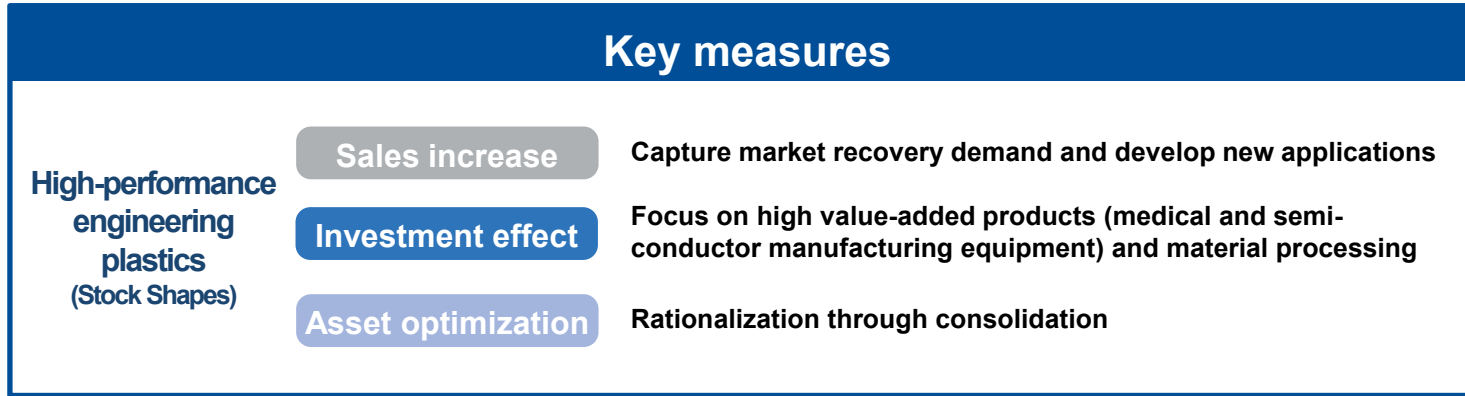 Key measures
High-performance
engineering
plastics
(Stock Shapes)
Sales increase
Capture market recovery demand and develop new applications
Investment effect
Focus on high value-added products (medical and semi-
conductor manufacturing equipment) and material processing
Asset optimization
Rationalization through consolidation